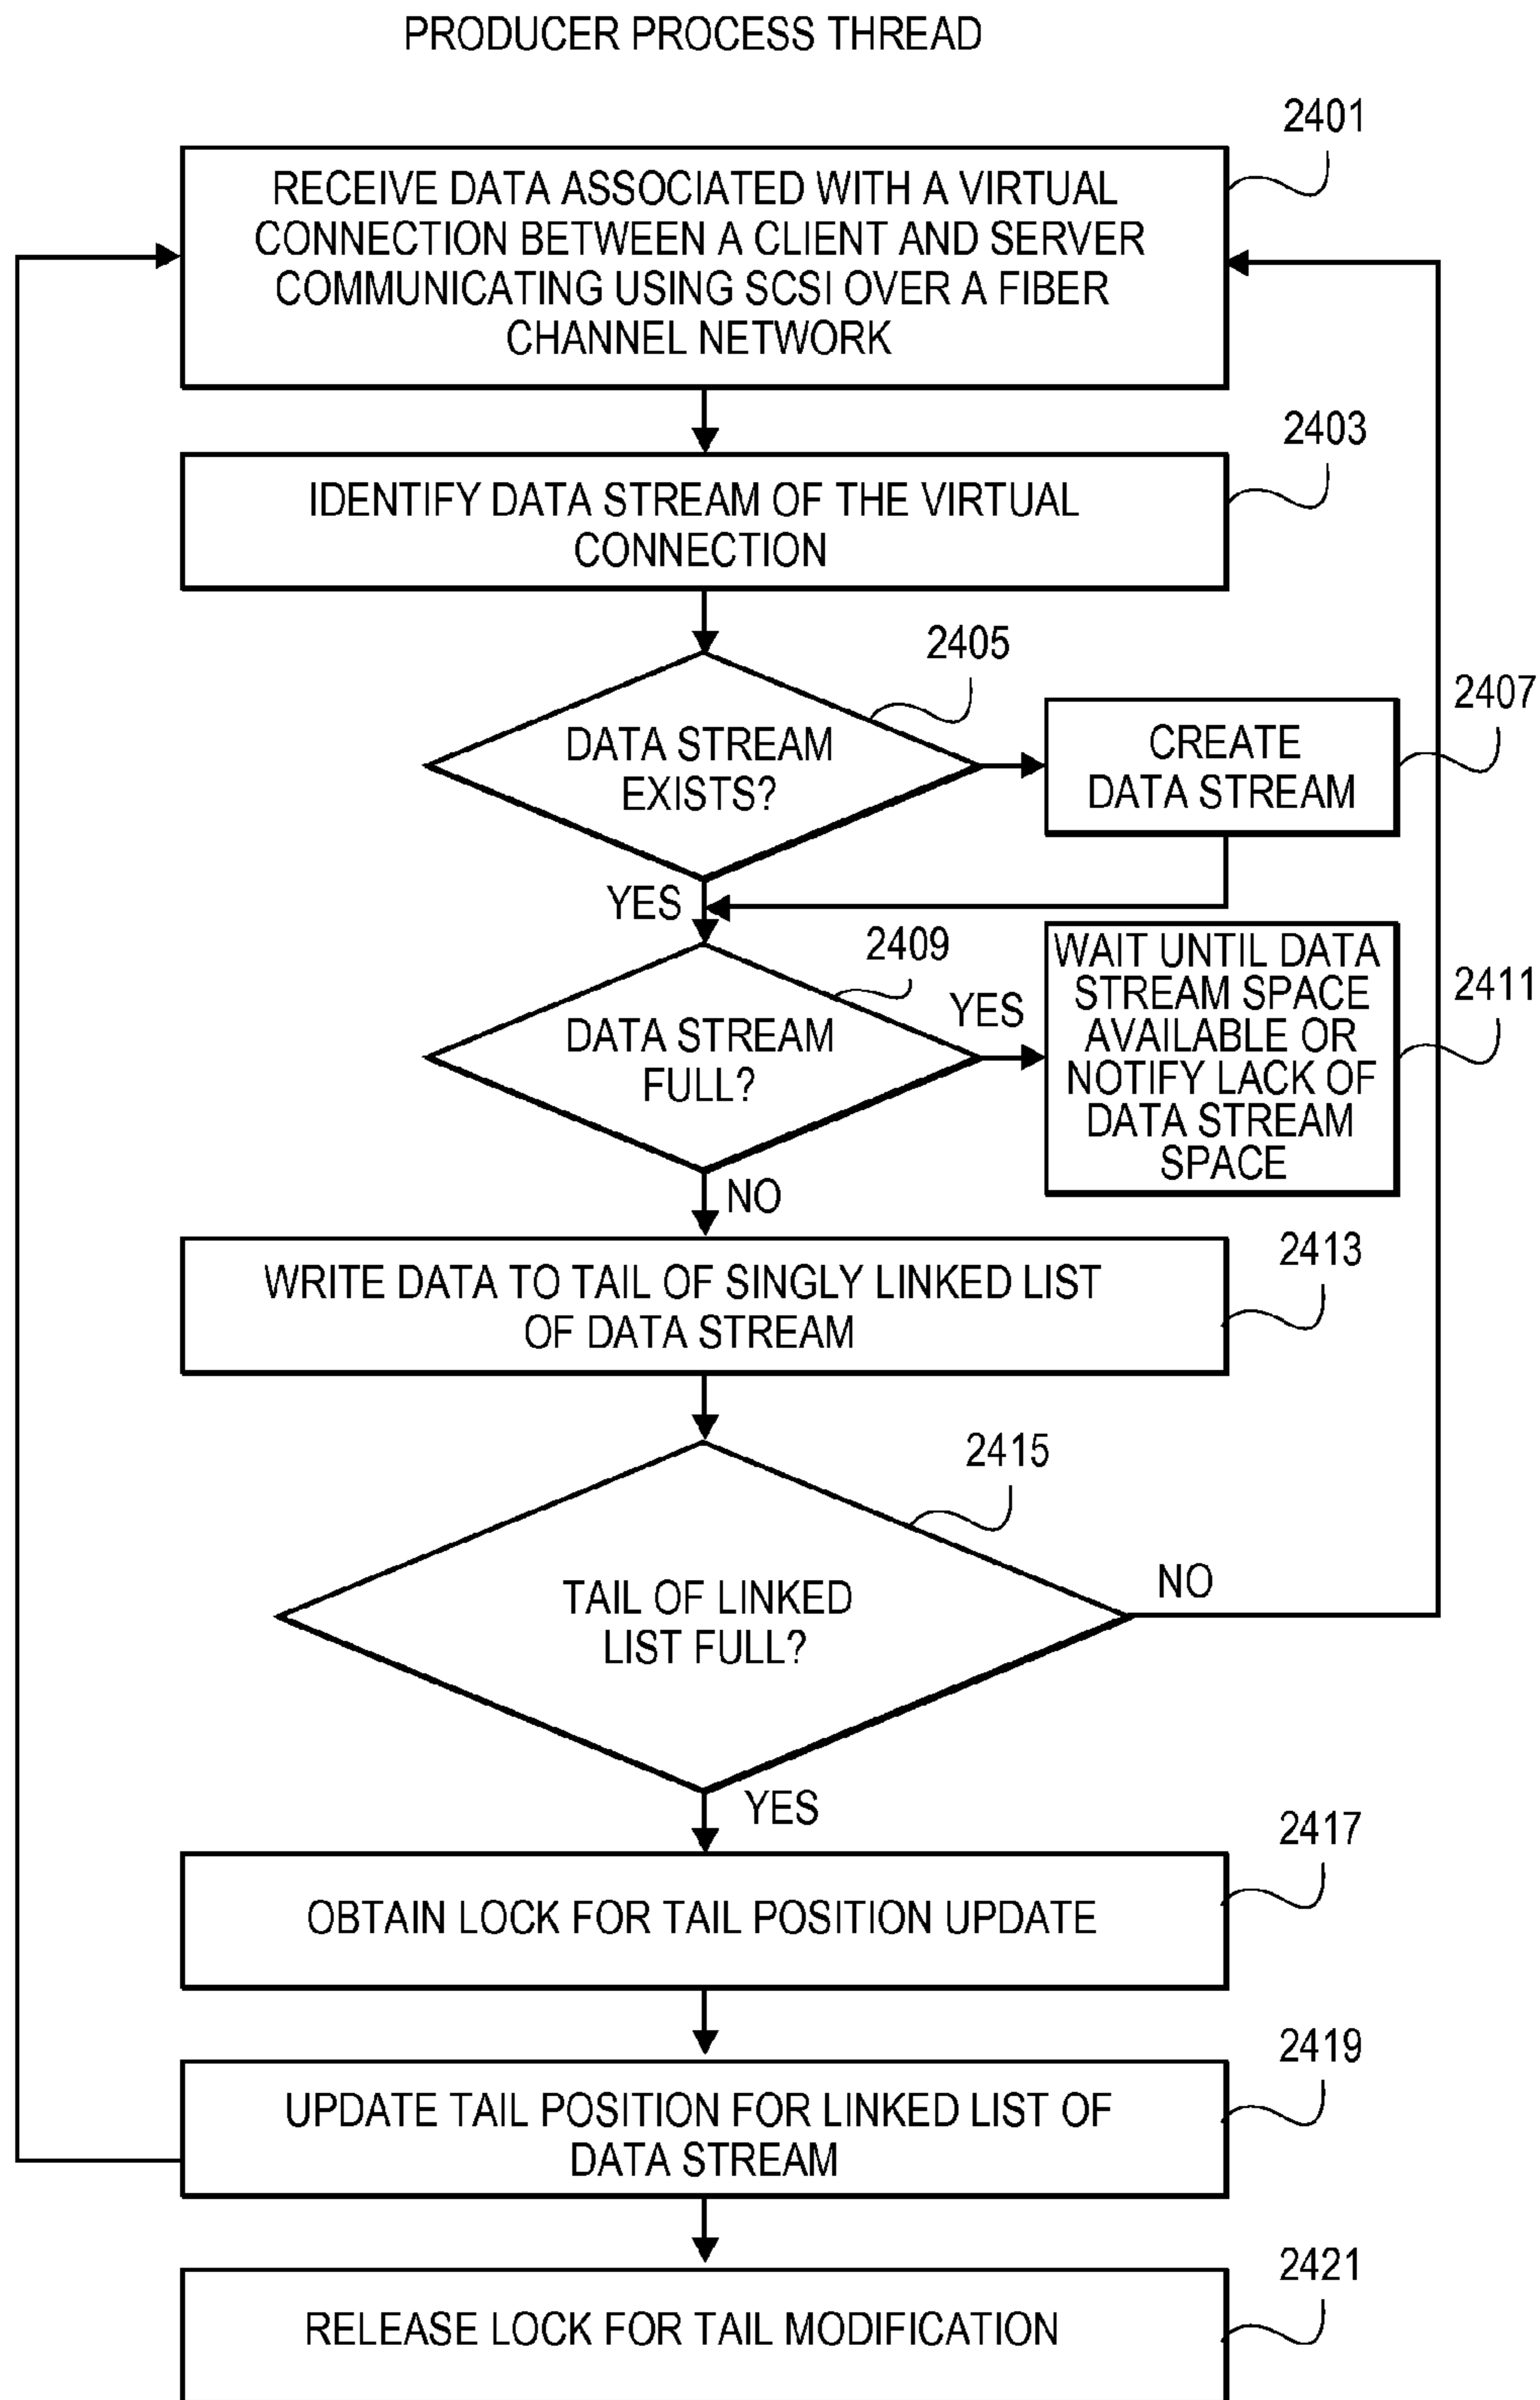 PRODUCER PROCESS THREAD
2401
RECEIVE DATA ASSOCIATED WITH A VIRTUAL
CONNECTION BETWEEN A CLIENT AND SERVER
COMMUNICATING USING SCSI OVER A FIBER
CHANNEL NETWORK
2403
IDENTIFY DATA STREAM OF THE VIRTUAL
CONNECTION
2405
DATA STREAM
EXISTS?
2407
CREATE
DATA STREAM
YES
2409
DATA STREAM
FULL?
YES
2411
WAIT UNTIL DATA
STREAM SPACE
AVAILABLE OR
NOTIFY LACK OF
DATA STREAM
SPACE
NO
2413
WRITE DATA TO TAIL OF SINGLY LINKED LIST
OF DATA STREAM
2415
TAIL OF LINKED
LIST FULL?
NO
YES
2417
OBTAIN LOCK FOR TAIL POSITION UPDATE
2419
UPDATE TAIL POSITION FOR LINKED LIST OF
DATA STREAM
2421
RELEASE LOCK FOR TAIL MODIFICATION